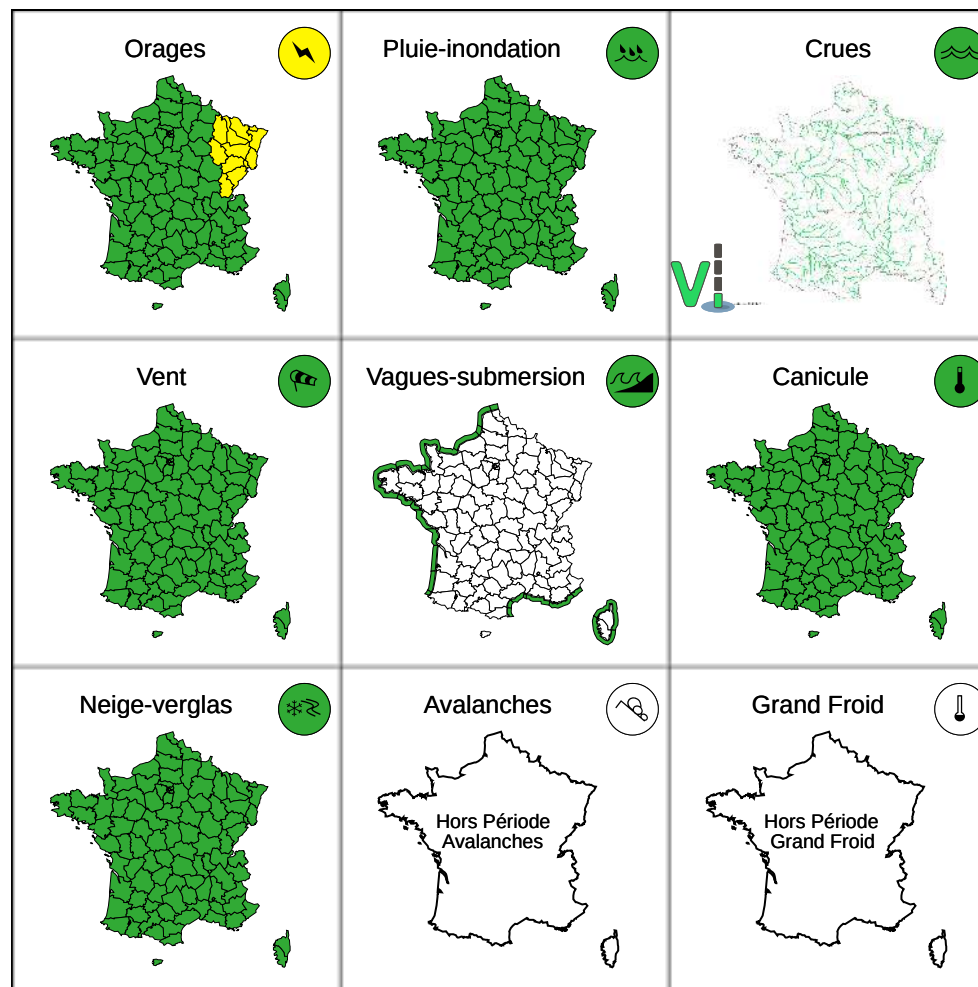 Orages
Pluie-inondation
Crues
Vi
Vent
Vagues-submersion
Canicule
Neige-verglas
Avalanches
Grand Froid
Hors Période
Avalanches
Hors Période
Grand Froid